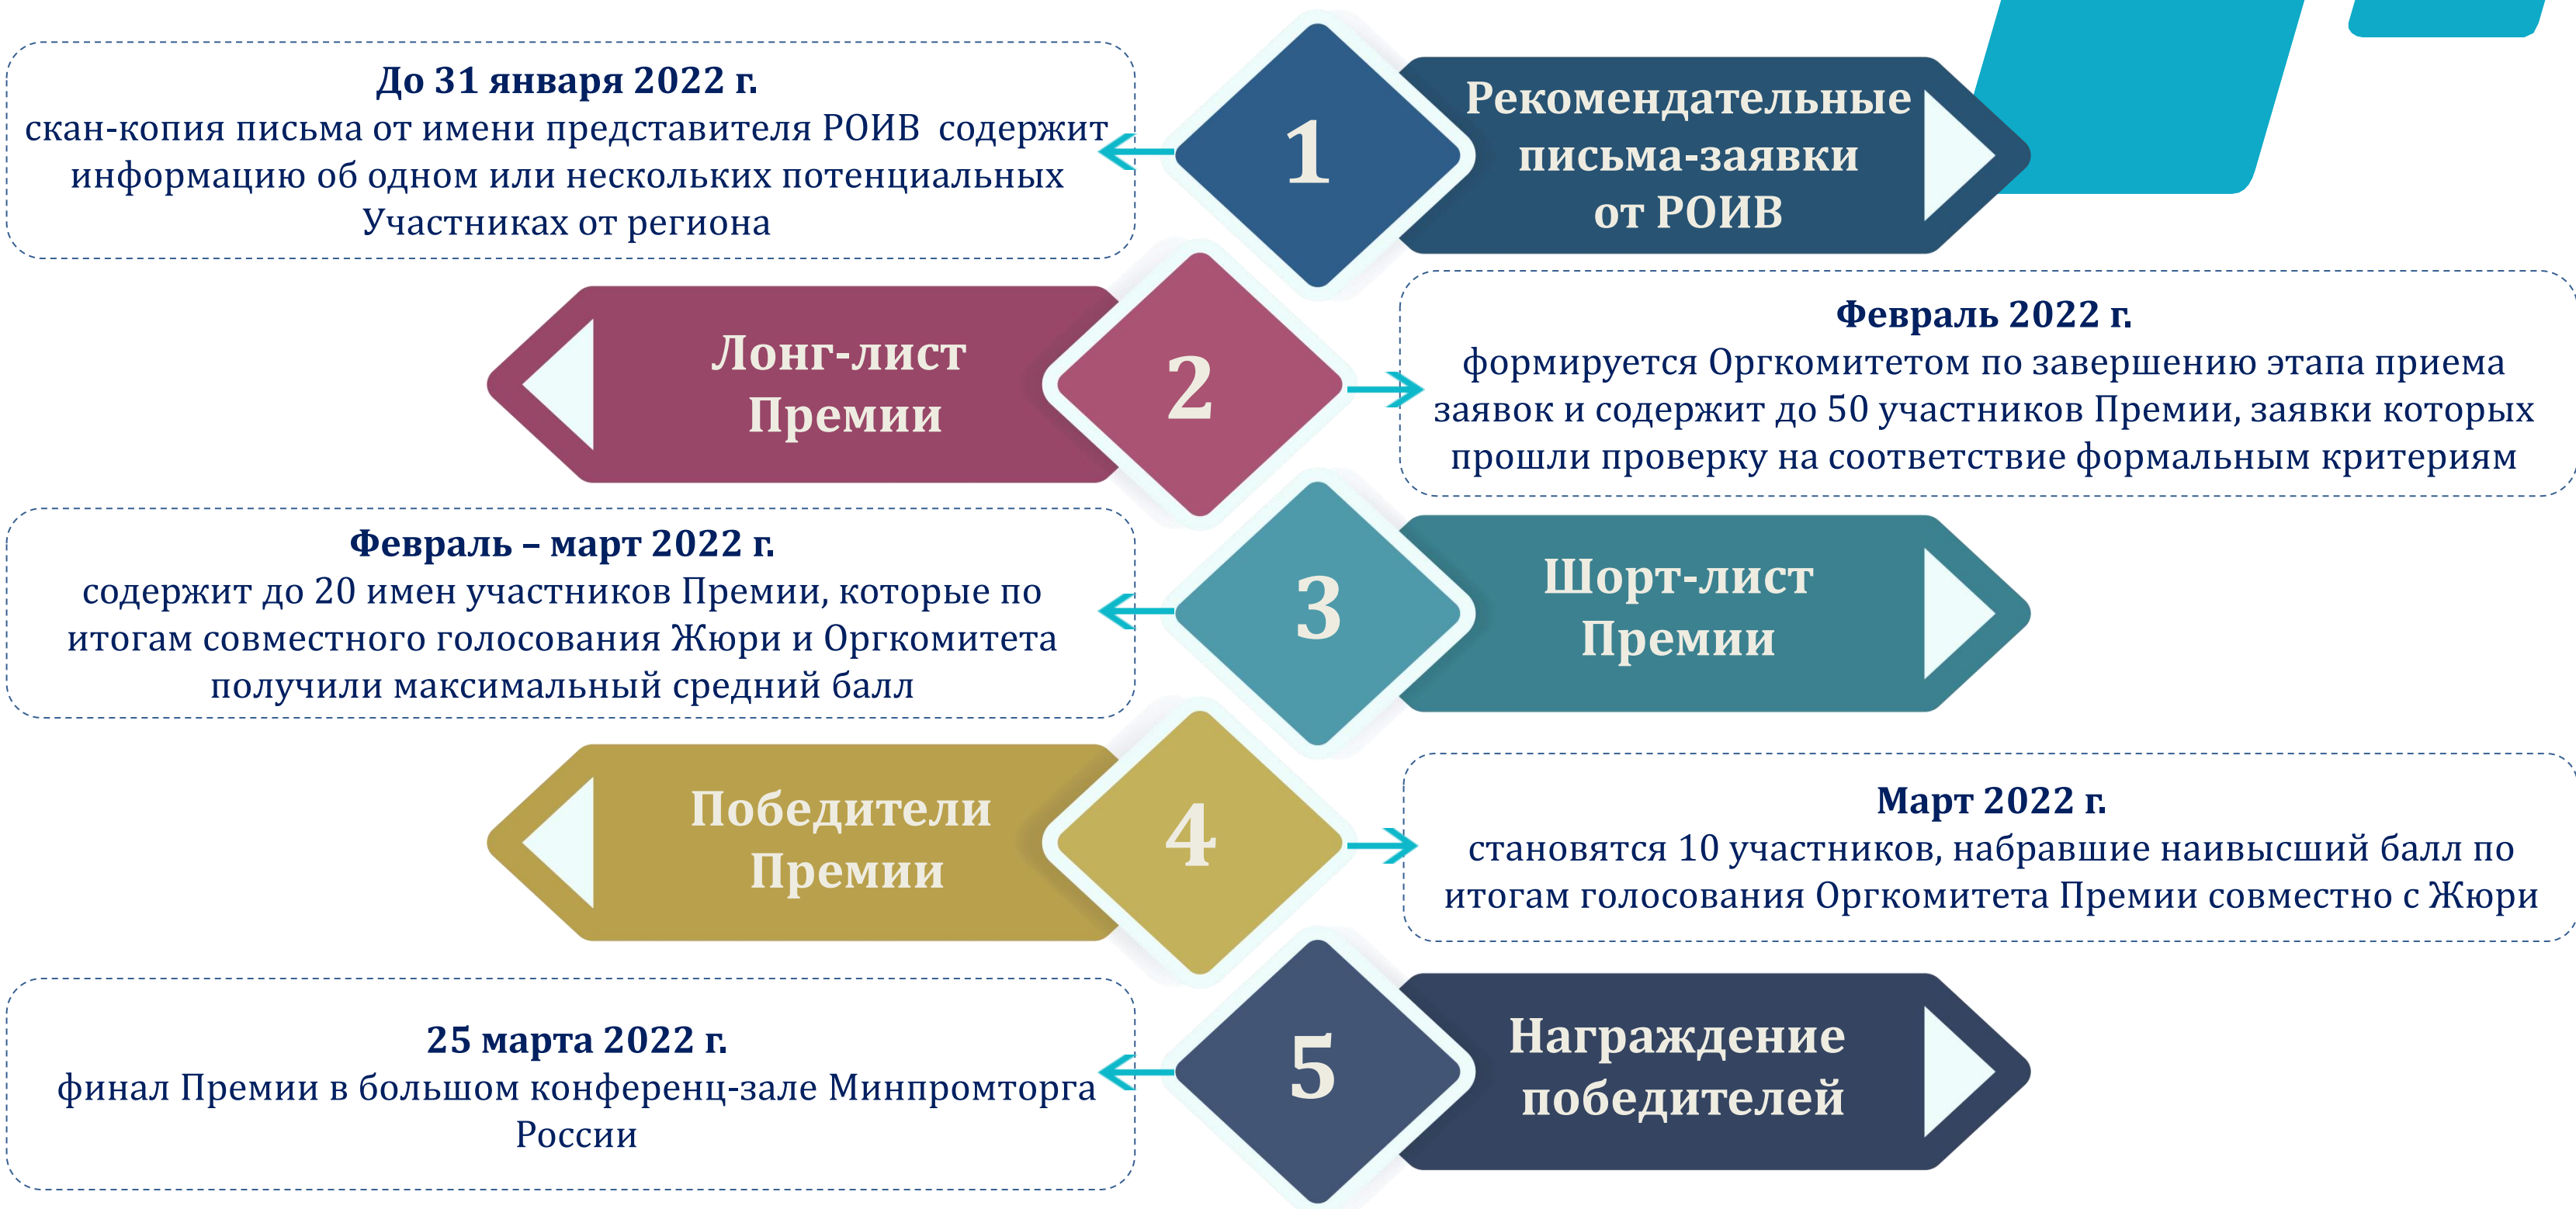 До 31 января 2022 г.
скан-копия письма от имени представителя РОИВ содержит
информацию об одном или нескольких потенциальных
Участниках от региона
1
Рекомендательные
письма-заявки
от РОИВ
Лонг-лист
Премии
2
Февраль 2022 г.
формируется Оргкомитетом по завершению этапа приема
заявок и содержит до 50 участников Премии, заявки которых
прошли проверку на соответствие формальным критериям
Февраль – март 2022 г.
содержит до 20 имен участников Премии, которые по
итогам совместного голосования Жюри и Оргкомитета
получили максимальный средний балл
3
Шорт-лист
Премии
Победители
Премии
4
Март 2022 г.
становятся 10 участников, набравшие наивысший балл по
итогам голосования Оргкомитета Премии совместно с Жюри
25 марта 2022 г.
финал Премии в большом конференц-зале Минпромторга
России
5
Награждение
победителей